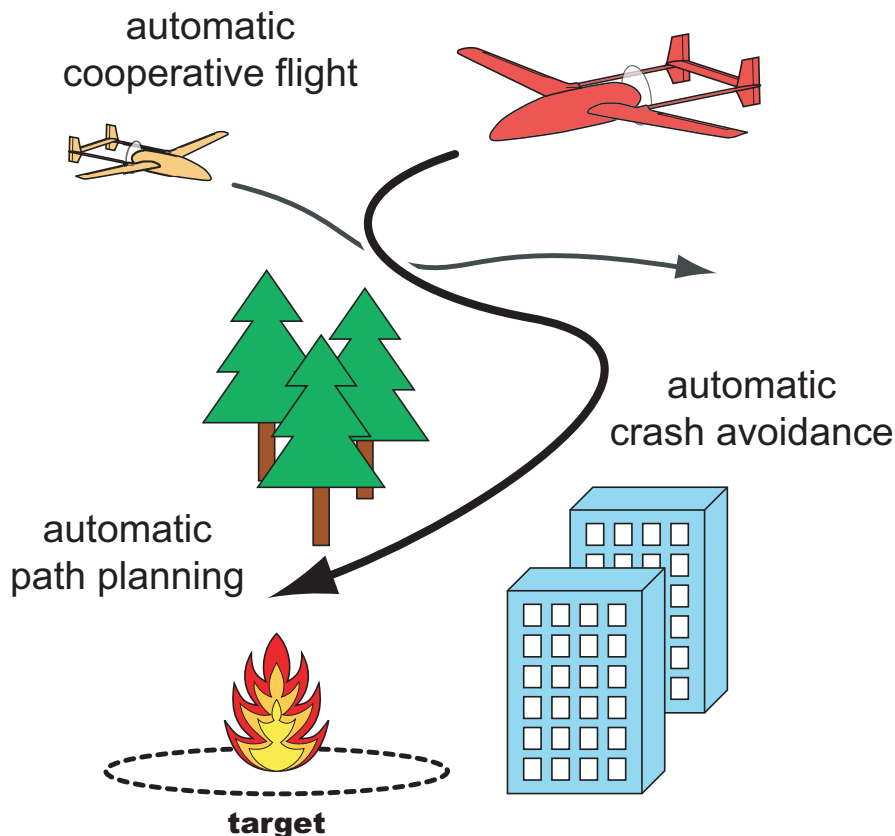 automatic
cooperative flight
automatic
crash avoidance
automatic
path planning
target